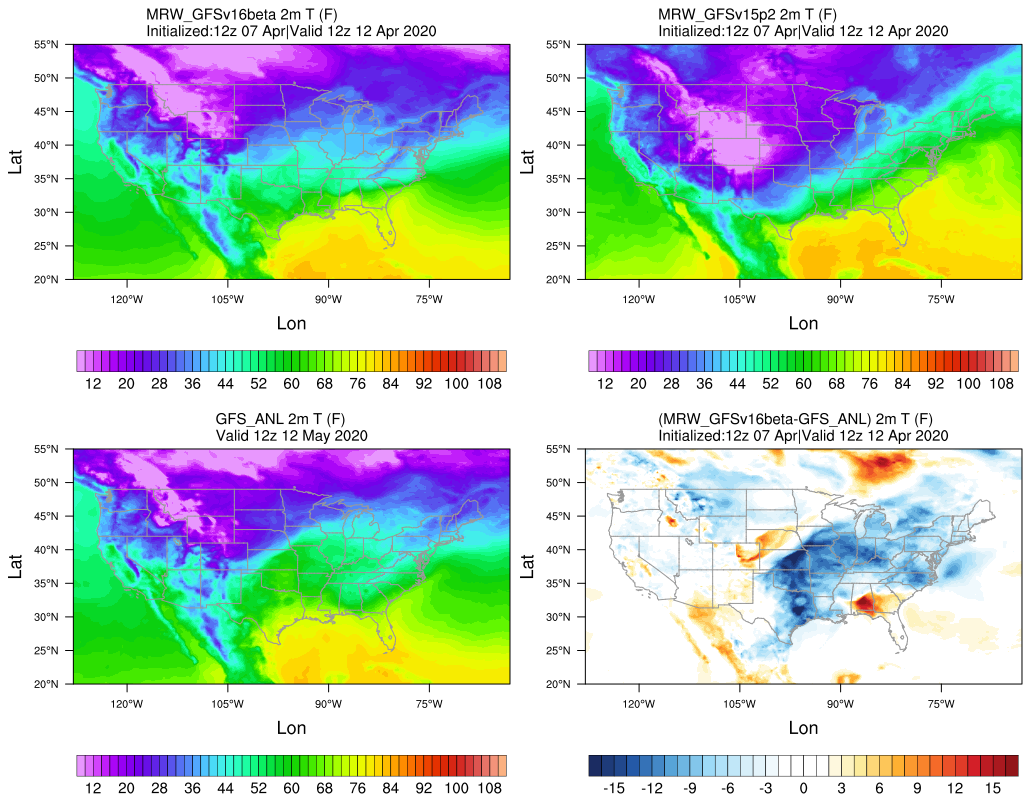 MRW_GFSv16beta 2m T (F)
Initialized:12z 07 Apr|Valid 12z 12 Apr 2020
55°N
50°N
45°N
40°N
35°N
30°N
25°N
20°N
Lat
120°W 105°W 90°W 75°W
Lon
12 20 28 36 44 52 60 68 76 84 92 100 108
MRW_GFSv15p2 2m T (F)
Initialized:12z 07 Apr|Valid 12z 12 Apr 2020
55°N
50°N
45°N
40°N
35°N
30°N
25°N
20°N
Lat
120°W 105°W 90°W 75°W
Lon
12 20 28 36 44 52 60 68 76 84 92 100 108
GFS_ANL 2m T (F)
Valid 12z 12 May 2020
55°N
50°N
45°N
40°N
35°N
30°N
25°N
20°N
Lat
120°W 105°W 90°W 75°W
Lon
12 20 28 36 44 52 60 68 76 84 92 100 108
(MRW_GFSv16beta-GFS_ANL) 2m T (F)
Initialized:12z 07 Apr|Valid 12z 12 Apr 2020
55°N
50°N
45°N
40°N
35°N
30°N
25°N
20°N
Lat
120°W 105°W 90°W 75°W
Lon
-15 -12 -9 -6 -3 0 3 6 9 12 15